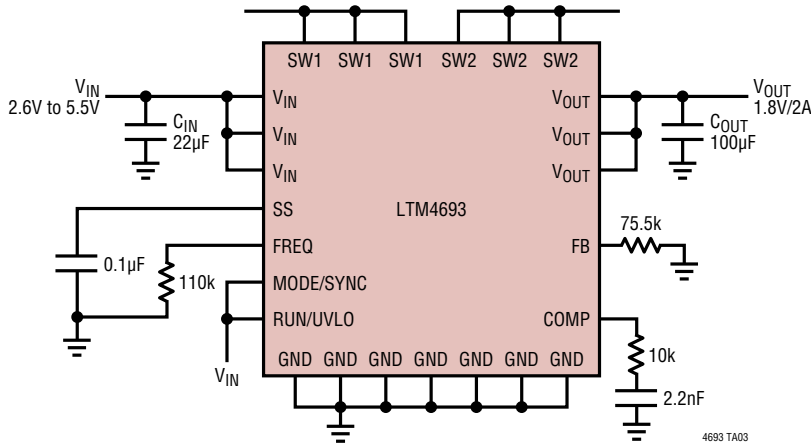 SW1 SW1 SW1 SW2 SW2 SW2
VIN
2.6V to 5.5V
CIN
22µF
VIN
VIN
VIN
VOUT
VOUT
VOUT
VOUT
1.8V/2A
COUT
100µF
SS
LTM4693
75.5k
FREQ
FB
0.1µF
110k
MODE/SYNC
RUN/UVLO
COMP
VIN
GND GND GND GND GND GND GND
10k
2.2nF
4693 TA03